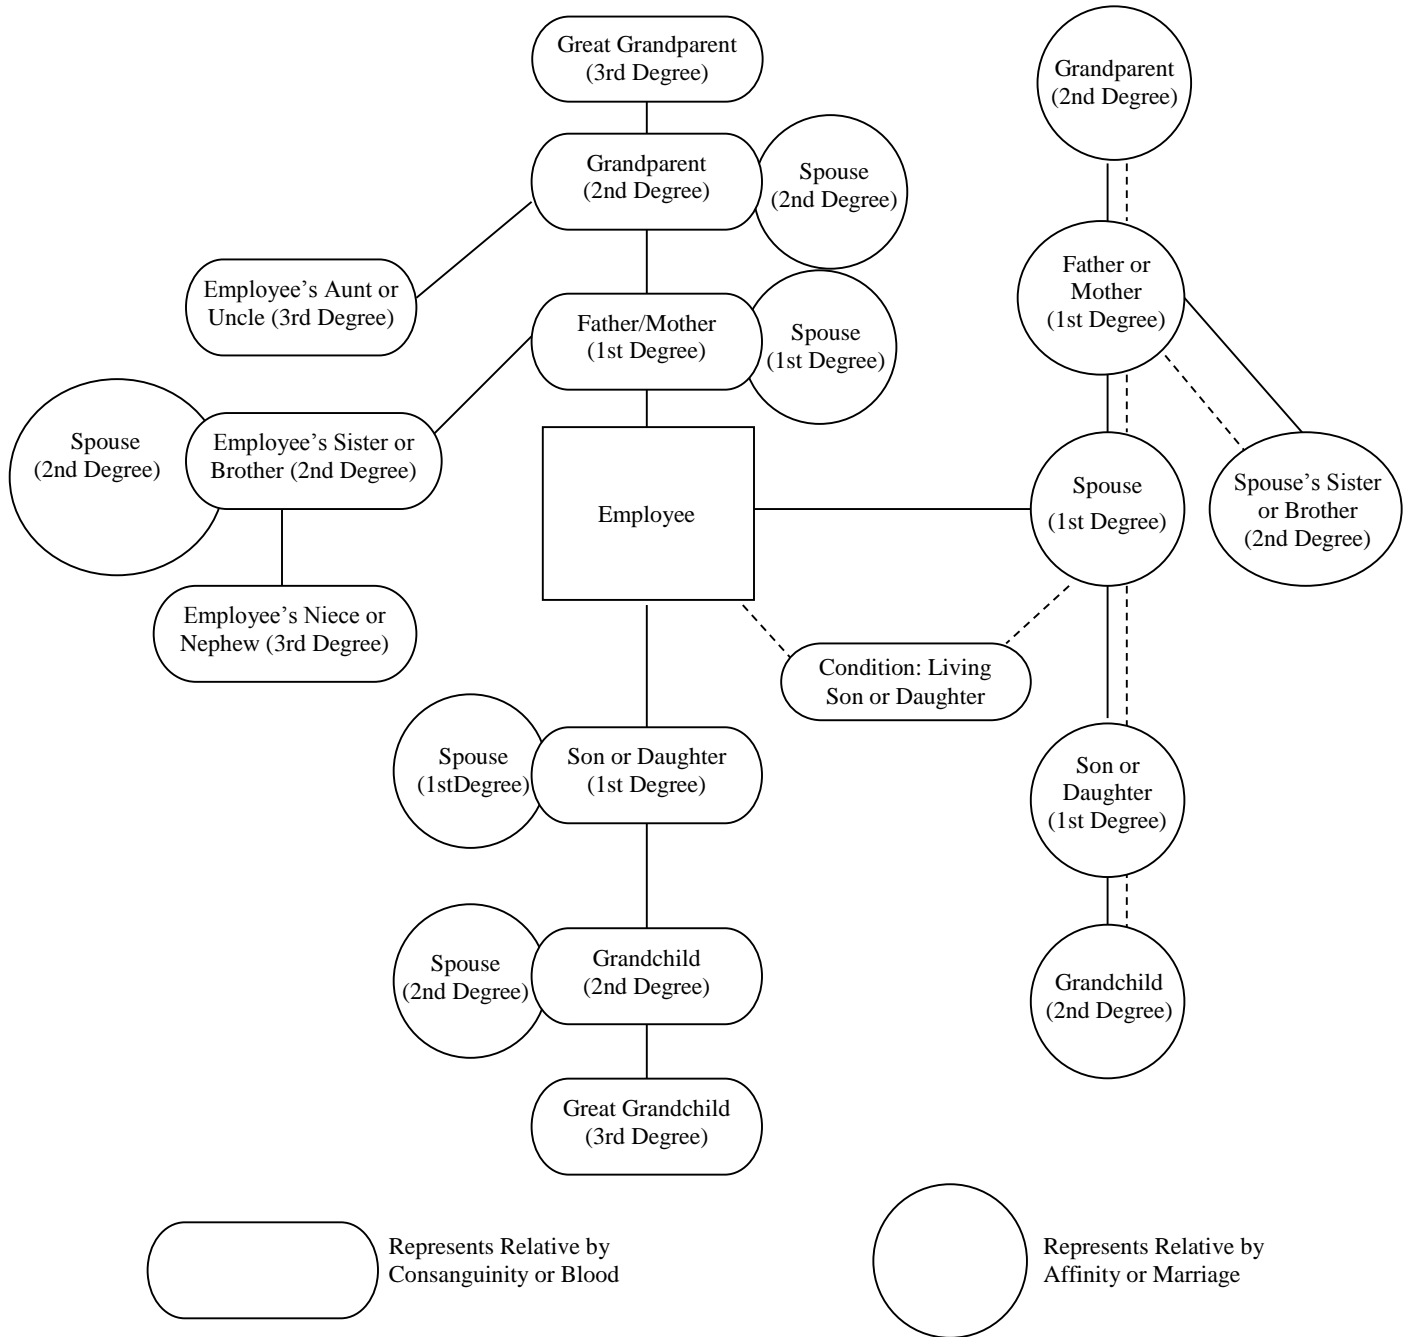 Great Grandparent
(3rd Degree)
Grandparent
(2nd Degree)
Grandparent
(2nd Degree)
Spouse
(2nd Degree)
Employee’s Aunt or
Uncle (3rd Degree)
Father/Mother
(1st Degree)
Spouse
(1st Degree)
Father or
Mother
(1st Degree)
Spouse
(2nd Degree)
Employee’s Sister or
Brother (2nd Degree)
Employee
Spouse
(1st Degree)
Spouse’s Sister
or Brother
(2nd Degree)
Employee’s Niece or
Nephew (3rd Degree)
Condition: Living
Son or Daughter
Spouse
(1stDegree)
Son or Daughter
(1st Degree)
Son or
Daughter
(1st Degree)
Spouse
(2nd Degree)
Grandchild
(2nd Degree)
Grandchild
(2nd Degree)
Great Grandchild
(3rd Degree)
Represents Relative by
Consanguinity or Blood
Represents Relative by
Affinity or Marriage